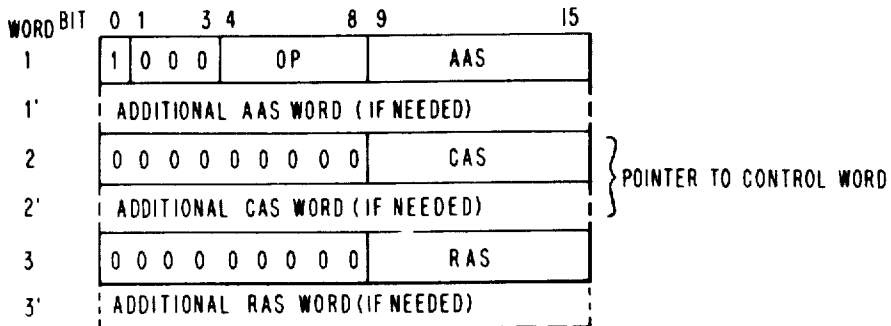 WORD BIT 0 1 3 4 8 9 15
1 1 0 0 0 OP AAS
1' ADDITIONAL AAS WORD (IF NEEDED)
2 0 0 0 0 0 0 0 0 0 CAS
POINTER TO CONTROL WORD
2' ADDITIONAL CAS WORD (IF NEEDED)
3 0 0 0 0 0 0 0 0 0 RAS
3' ADDITIONAL RAS WORD (IF NEEDED)